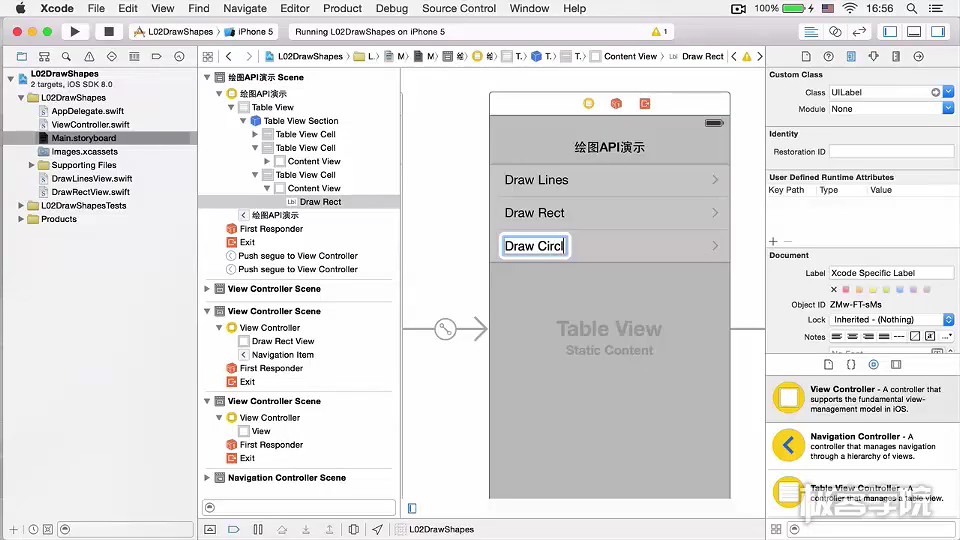 Xcode File Edit View Find Navigate Editor Product Debug Source Control Window Help 100% 16:56
L02DrawShapes iPhone 5 Running L02DrawShapes on iPhone 5 1
L02DrawShapes L... M... M... Content View Lbl Draw Rect
L02DrawShapes
2 targets, iOS SDK 8.0
L02DrawShapes
AppDelegate.swift
ViewController.swift
Main.storyboard
Images.xcassets
Supporting Files
DrawLinesView.swift
DrawRectView.swift
L02DrawShapesTests
Products
绘图API演示 Scene
绘图API演示
Table View
Table View Section
Table View Cell
Table View Cell
Content View
Table View Cell
Content View
Lbl Draw Rect
绘图API演示
First Responder
Exit
Push segue to View Controller
Push segue to View Controller
View Controller Scene
View Controller Scene
View Controller
Draw Rect View
Navigation Item
First Responder
Exit
View Controller Scene
View Controller
View
First Responder
Exit
Navigation Controller Scene
绘图API演示
Draw Lines
Draw Rect
Draw Circl
Table View
Static Content
L02DrawShapes
Custom Class
Class UILabel
Module None
Identity
Restoration ID
User Defined Runtime Attributes
Key Path Type Value
Document
Label Xcode Specific Label
Object ID ZMw-FT-sMs
Lock Inherited - (Nothing)
Notes
View Controller - A controller that
supports the fundamental view-
management model in iOS.
Navigation Controller - A
controller that manages navigation
through a hierarchy of views.
Table View Controller - A
controller that manages a table view.
极客学院